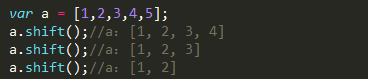 var a = [1,2,3,4,5];
a.shift();//a：[1, 2, 3, 4]
a.shift();//a：[1, 2, 3]
a.shift();//a：[1, 2]